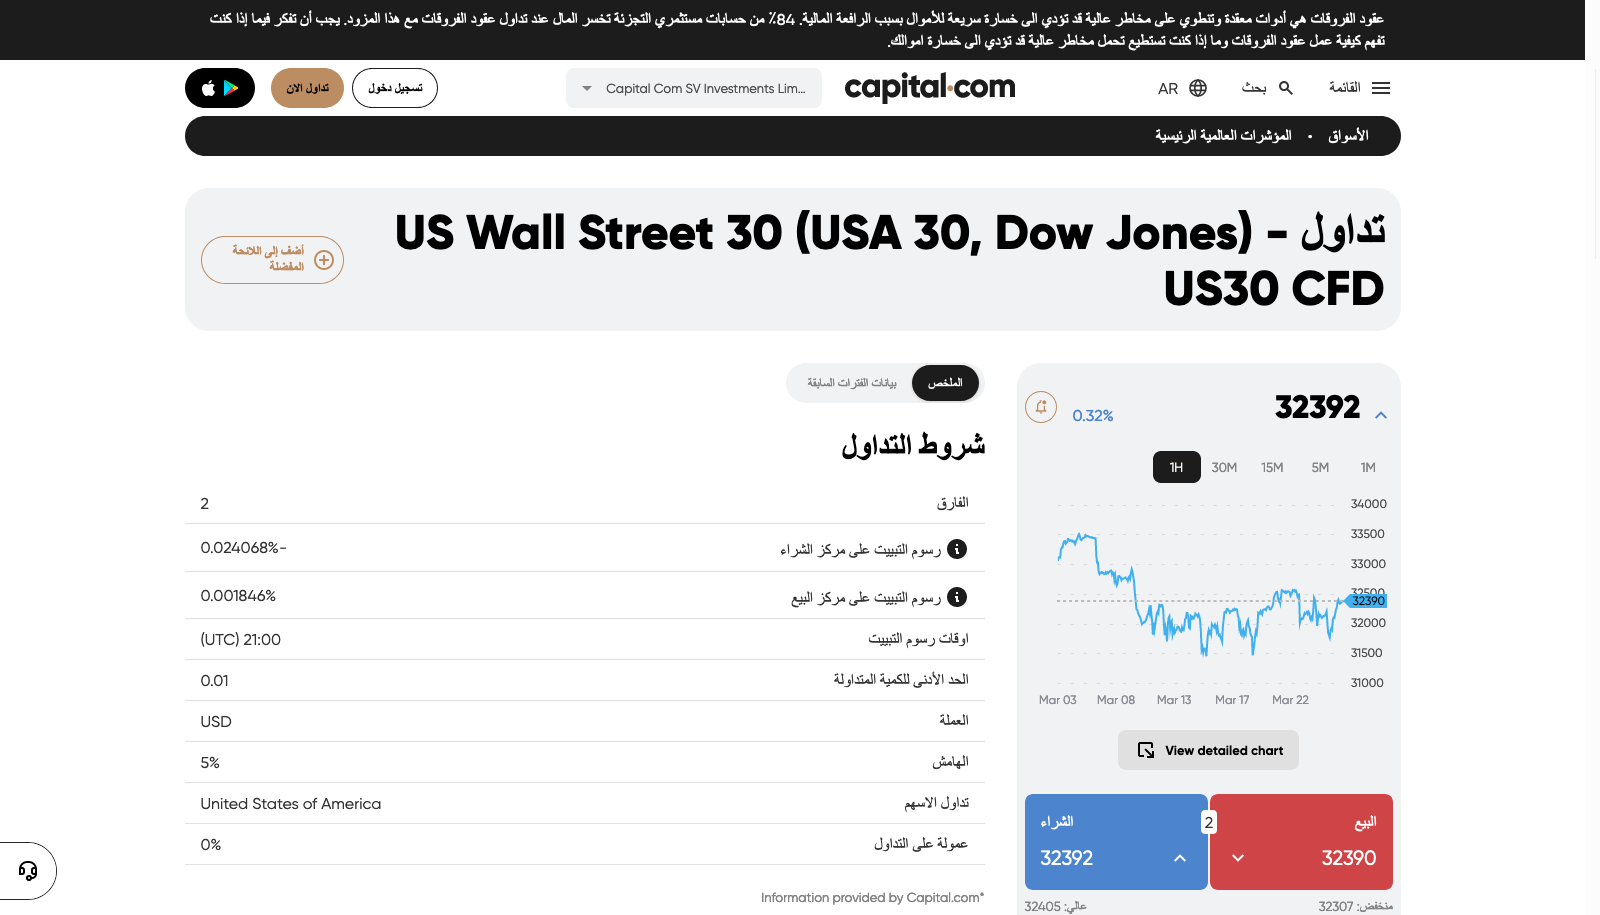 عقود الفروقات هي أدوات معقدة وتنطوي على مخاطر عالية قد تؤدي الى خسارة سريعة للأموال بسبب الرافعة المالية. 84٪ من حسابات مستثمري التجزئة تخسر المال عند تداول عقود الفروقات مع هذا المزود. يجب أن تفكر فيما إذا كنت
تفهم كيفية عمل عقود الفروقات وما إذا كنت تستطيع تحمل مخاطر عالية قد تؤدي الى خسارة اموالك.
القائمة
بحث
AR
capital.com
Capital Com SV Investments Lim...
تسجيل دخول
تداول الان
الأسواق • المؤشرات العالمية الرئيسية
تداول US Wall Street 30 (USA 30, Dow Jones) -
US30 CFD
أضف إلى اللائحة
المفضلة
32392
0.32%
1H 30M 15M 5M 1M
34000
33500
33000
32500
32390
32000
31500
31000
Mar 03 Mar 08 Mar 13 Mar 17 Mar 22
View detailed chart
البيع
32390
2
الشراء
32392
منخفض: 32307
عالي: 32405
الملخص
بيانات الفترات السابقة
شروط التداول
الفارق 2
رسوم التبييت على مركز الشراء -0.024068%
رسوم التبييت على مركز البيع 0.001846%
اوقات رسوم التبييت 21:00 (UTC)
الحد الأدنى للكمية المتداولة 0.01
العملة USD
الهامش 5%
تداول الاسهم United States of America
عمولة على التداول 0%
Information provided by Capital.com*